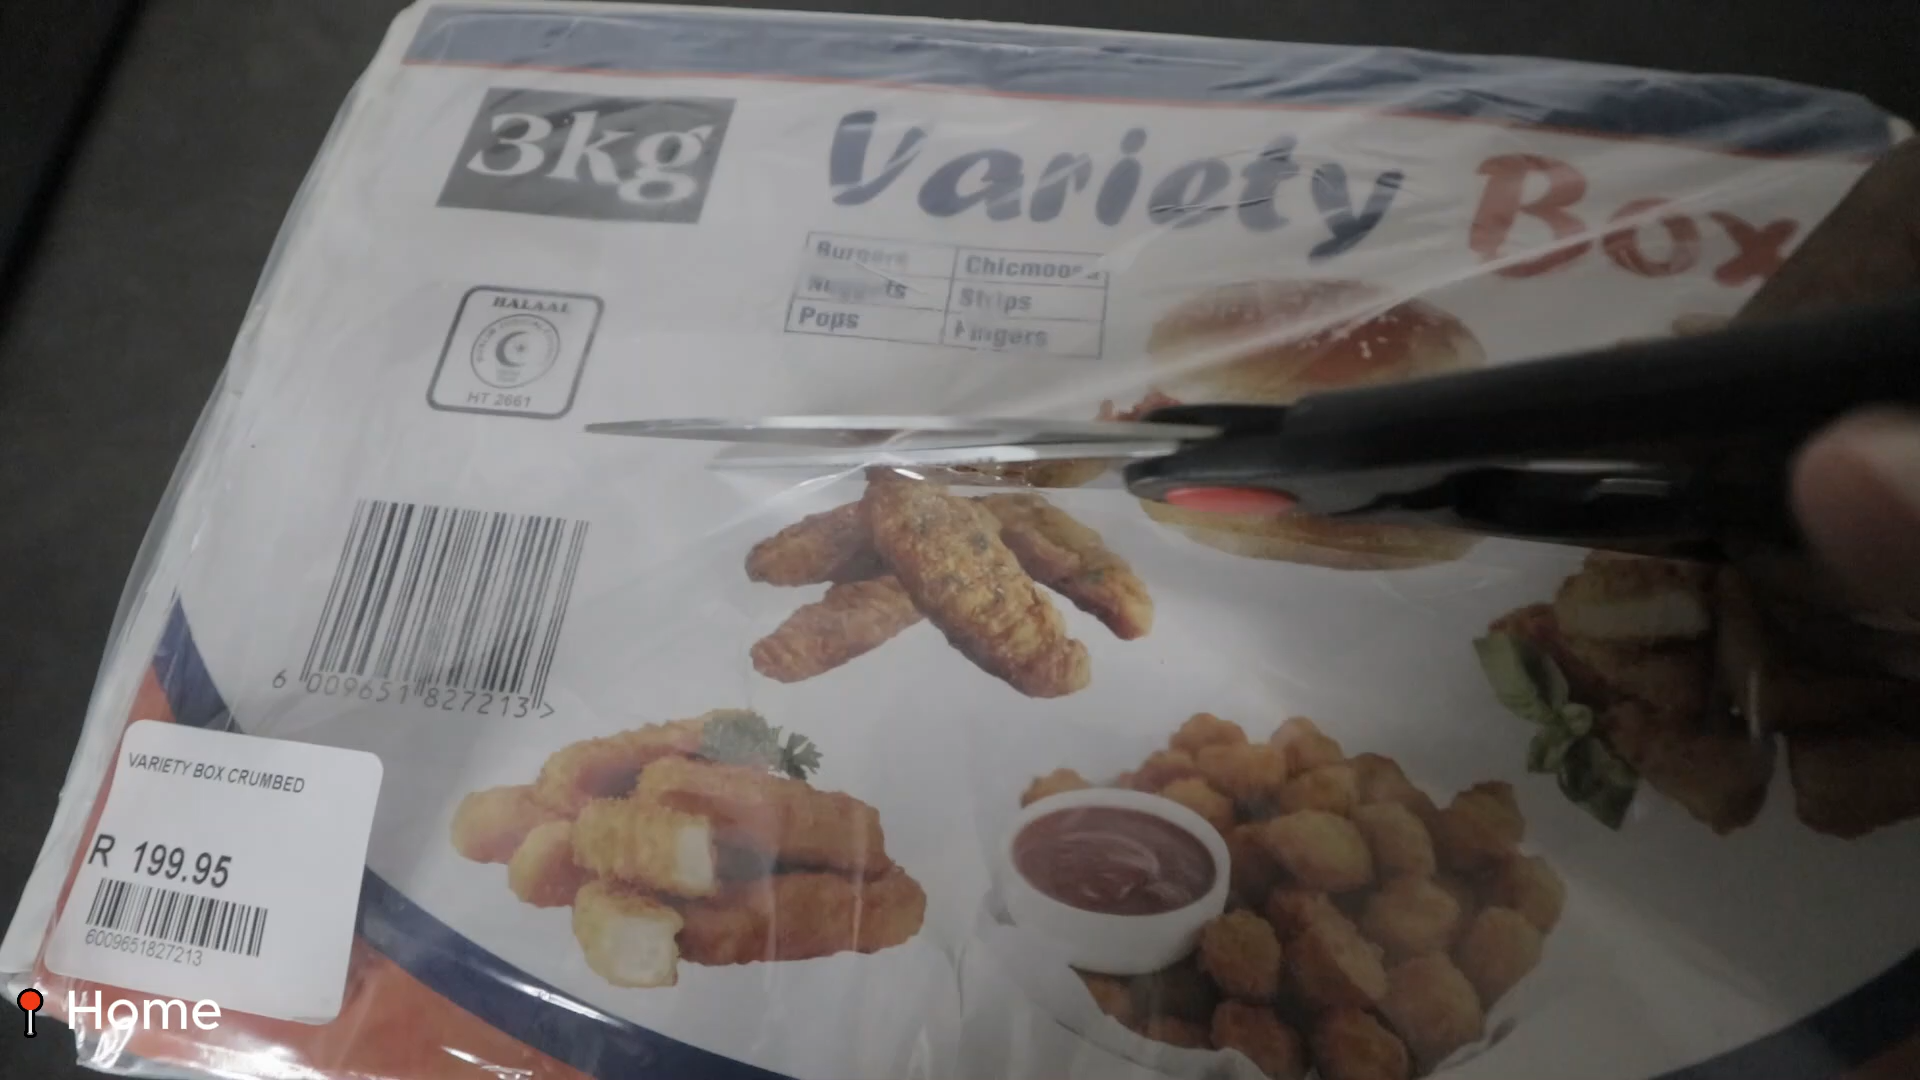 3kg
Variety Box
Burgers
Nuggets
Pops
Strips
Fingers
HALAAL
HT 2661
6 009651 827213 >
VARIETY BOX CRUMBED
R 199.95
6009651827213
Home